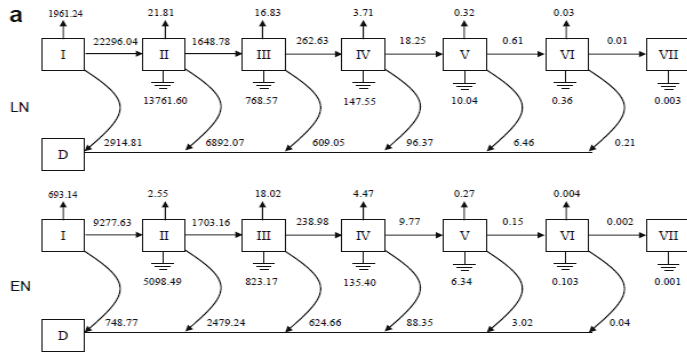 a
1961.24 21.81 16.83 3.71 0.32 0.03
I 22296.04 II 1648.78 III 262.63 IV 18.25 V 0.61 VI 0.01 VII
LN 13761.60 768.57 147.55 10.04 0.36 0.003
D 2914.81 6892.07 609.05 96.37 6.46 0.21
693.14 2.55 18.02 4.47 0.27 0.004
I 9277.63 II 1703.16 III 238.98 IV 9.77 V 0.15 VI 0.002 VII
EN 5098.49 823.17 135.40 6.34 0.103 0.001
D 748.77 2479.24 624.66 88.35 3.02 0.04